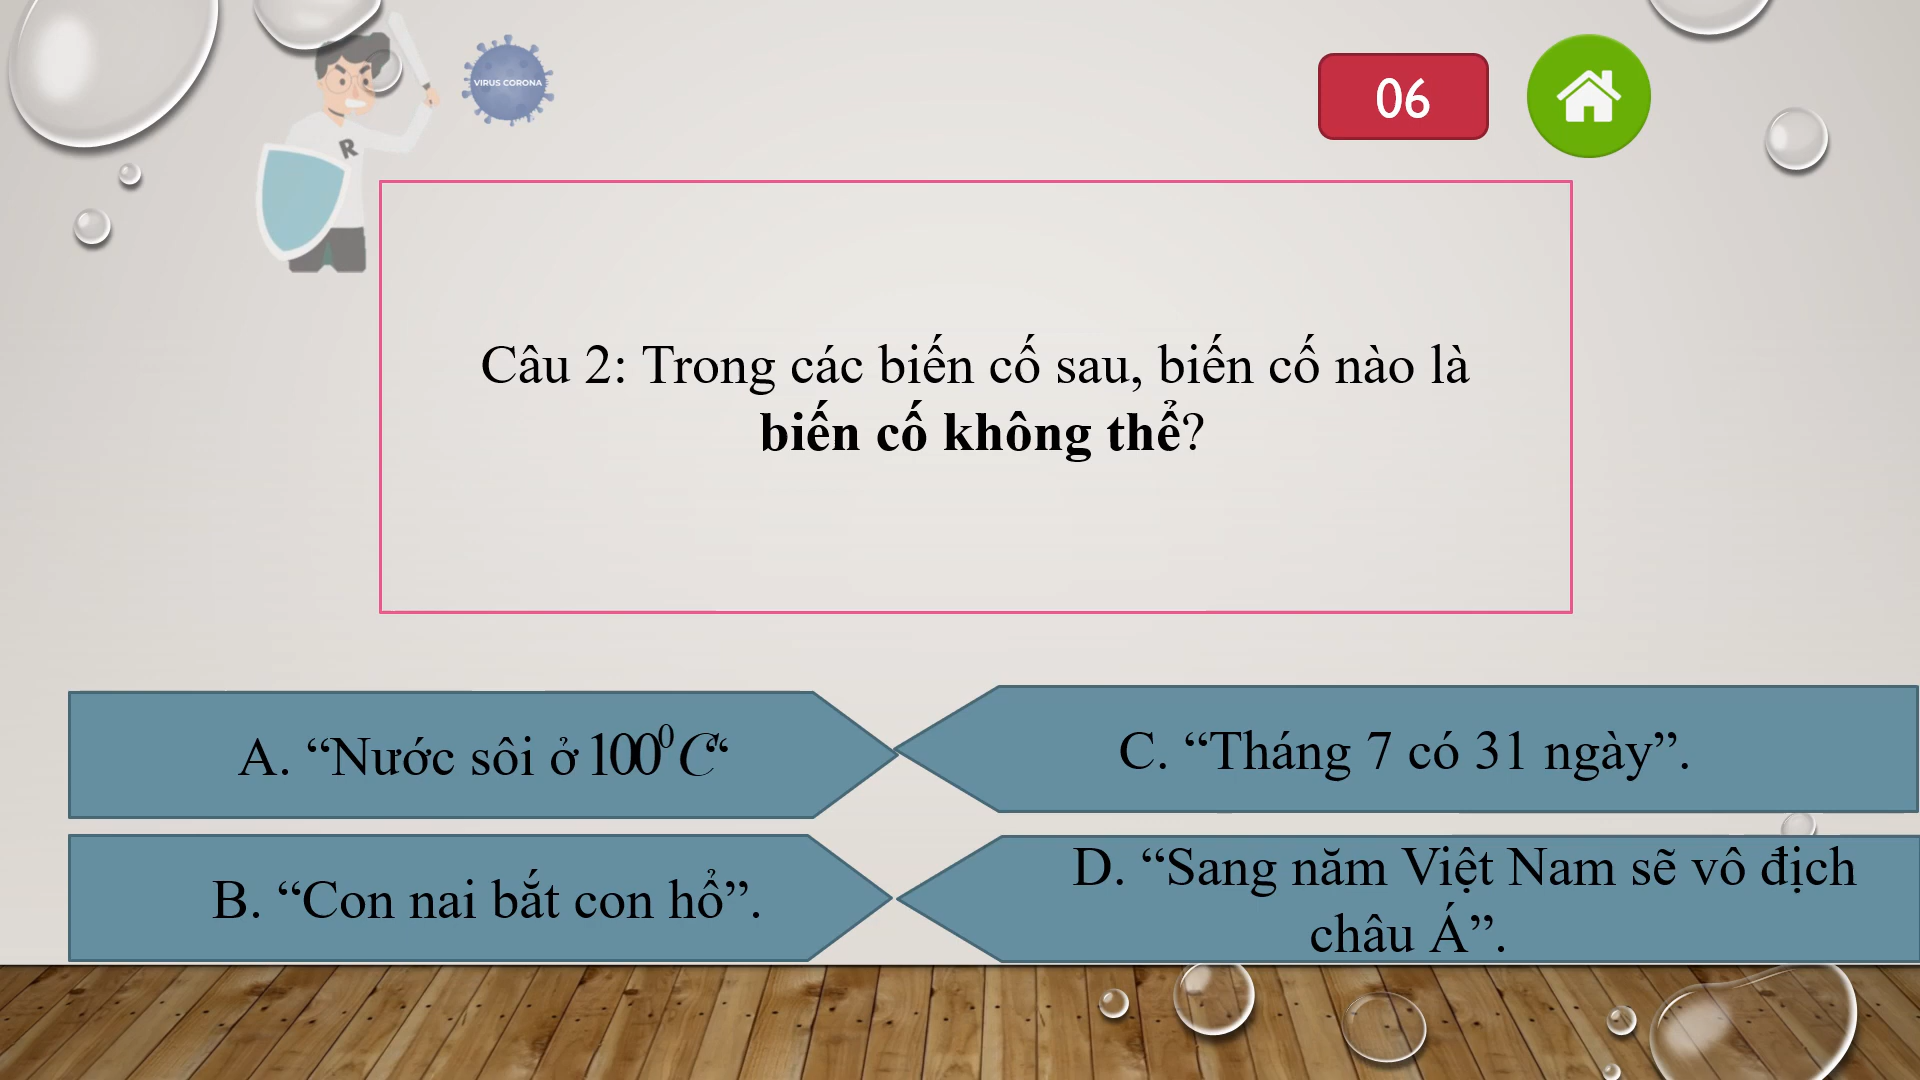 VIRUS CORONA
R
06
Câu 2: Trong các biến cố sau, biến cố nào là
biến cố không thể?
A. “Nước sôi ở 100⁰ C“
C. “Tháng 7 có 31 ngày”.
B. “Con nai bắt con hổ”.
D. “Sang năm Việt Nam sẽ vô địch
châu Á”.